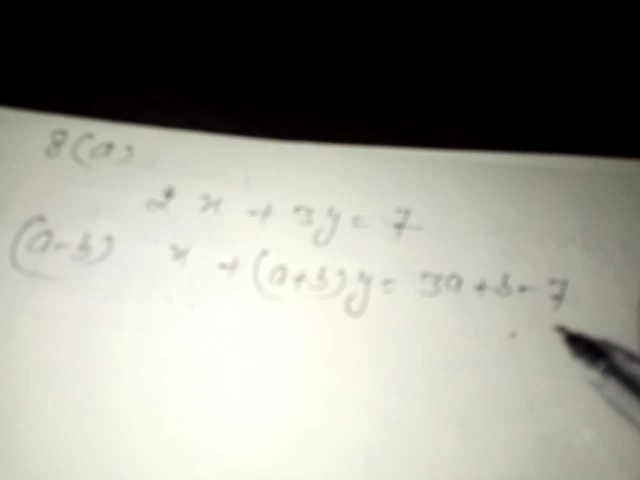 8(a)
2x + 3y = 7
(a-b) x + (a+b) y = 3a+b-7